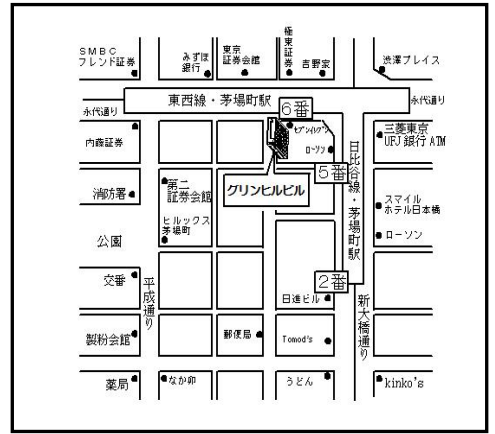 SMBC
フレンド証券
みずほ
銀行
東京
証券会館
極東証券
吉野家
渋澤プレイス
永代通り
東西線・茅場町駅
永代通り
6番
内藤証券
セブンイレブン
ローソン
三菱東京
UFJ銀行ATM
日比谷線・茅場町駅
5番
グリンヒルビル
消防署
第二
証券会館
ヒルックス
茅場町
スマイル
ホテル日本橋
ローソン
公園
交番
平成通り
2番
日進ビル
新大橋通り
製粉会館
郵便局
Tomod's
薬局
なか卯
うどん
kinko's